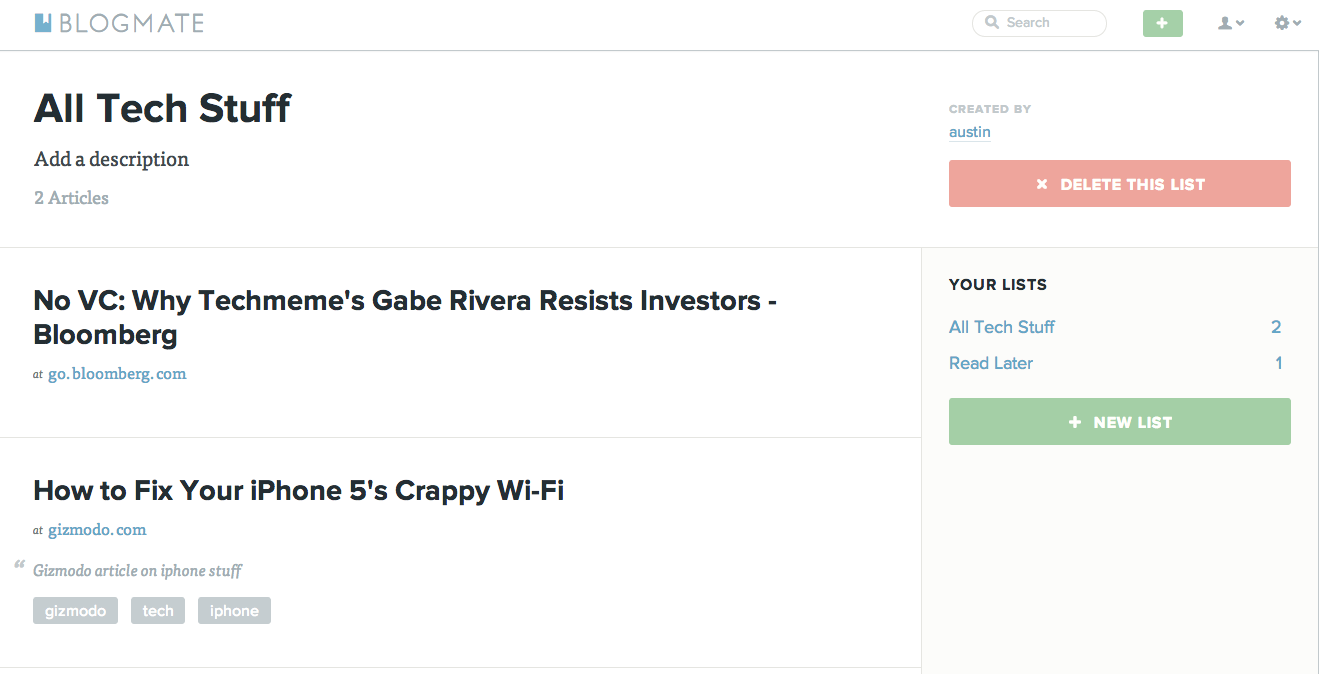 BLOGMATE
Search
All Tech Stuff
Add a description
2 Articles
CREATED BY
austin
DELETE THIS LIST
No VC: Why Techmeme's Gabe Rivera Resists Investors -
Bloomberg
at go.bloomberg.com
How to Fix Your iPhone 5's Crappy Wi-Fi
at gizmodo.com
“ Gizmodo article on iphone stuff
gizmodo tech iphone
YOUR LISTS
All Tech Stuff 2
Read Later 1
+ NEW LIST